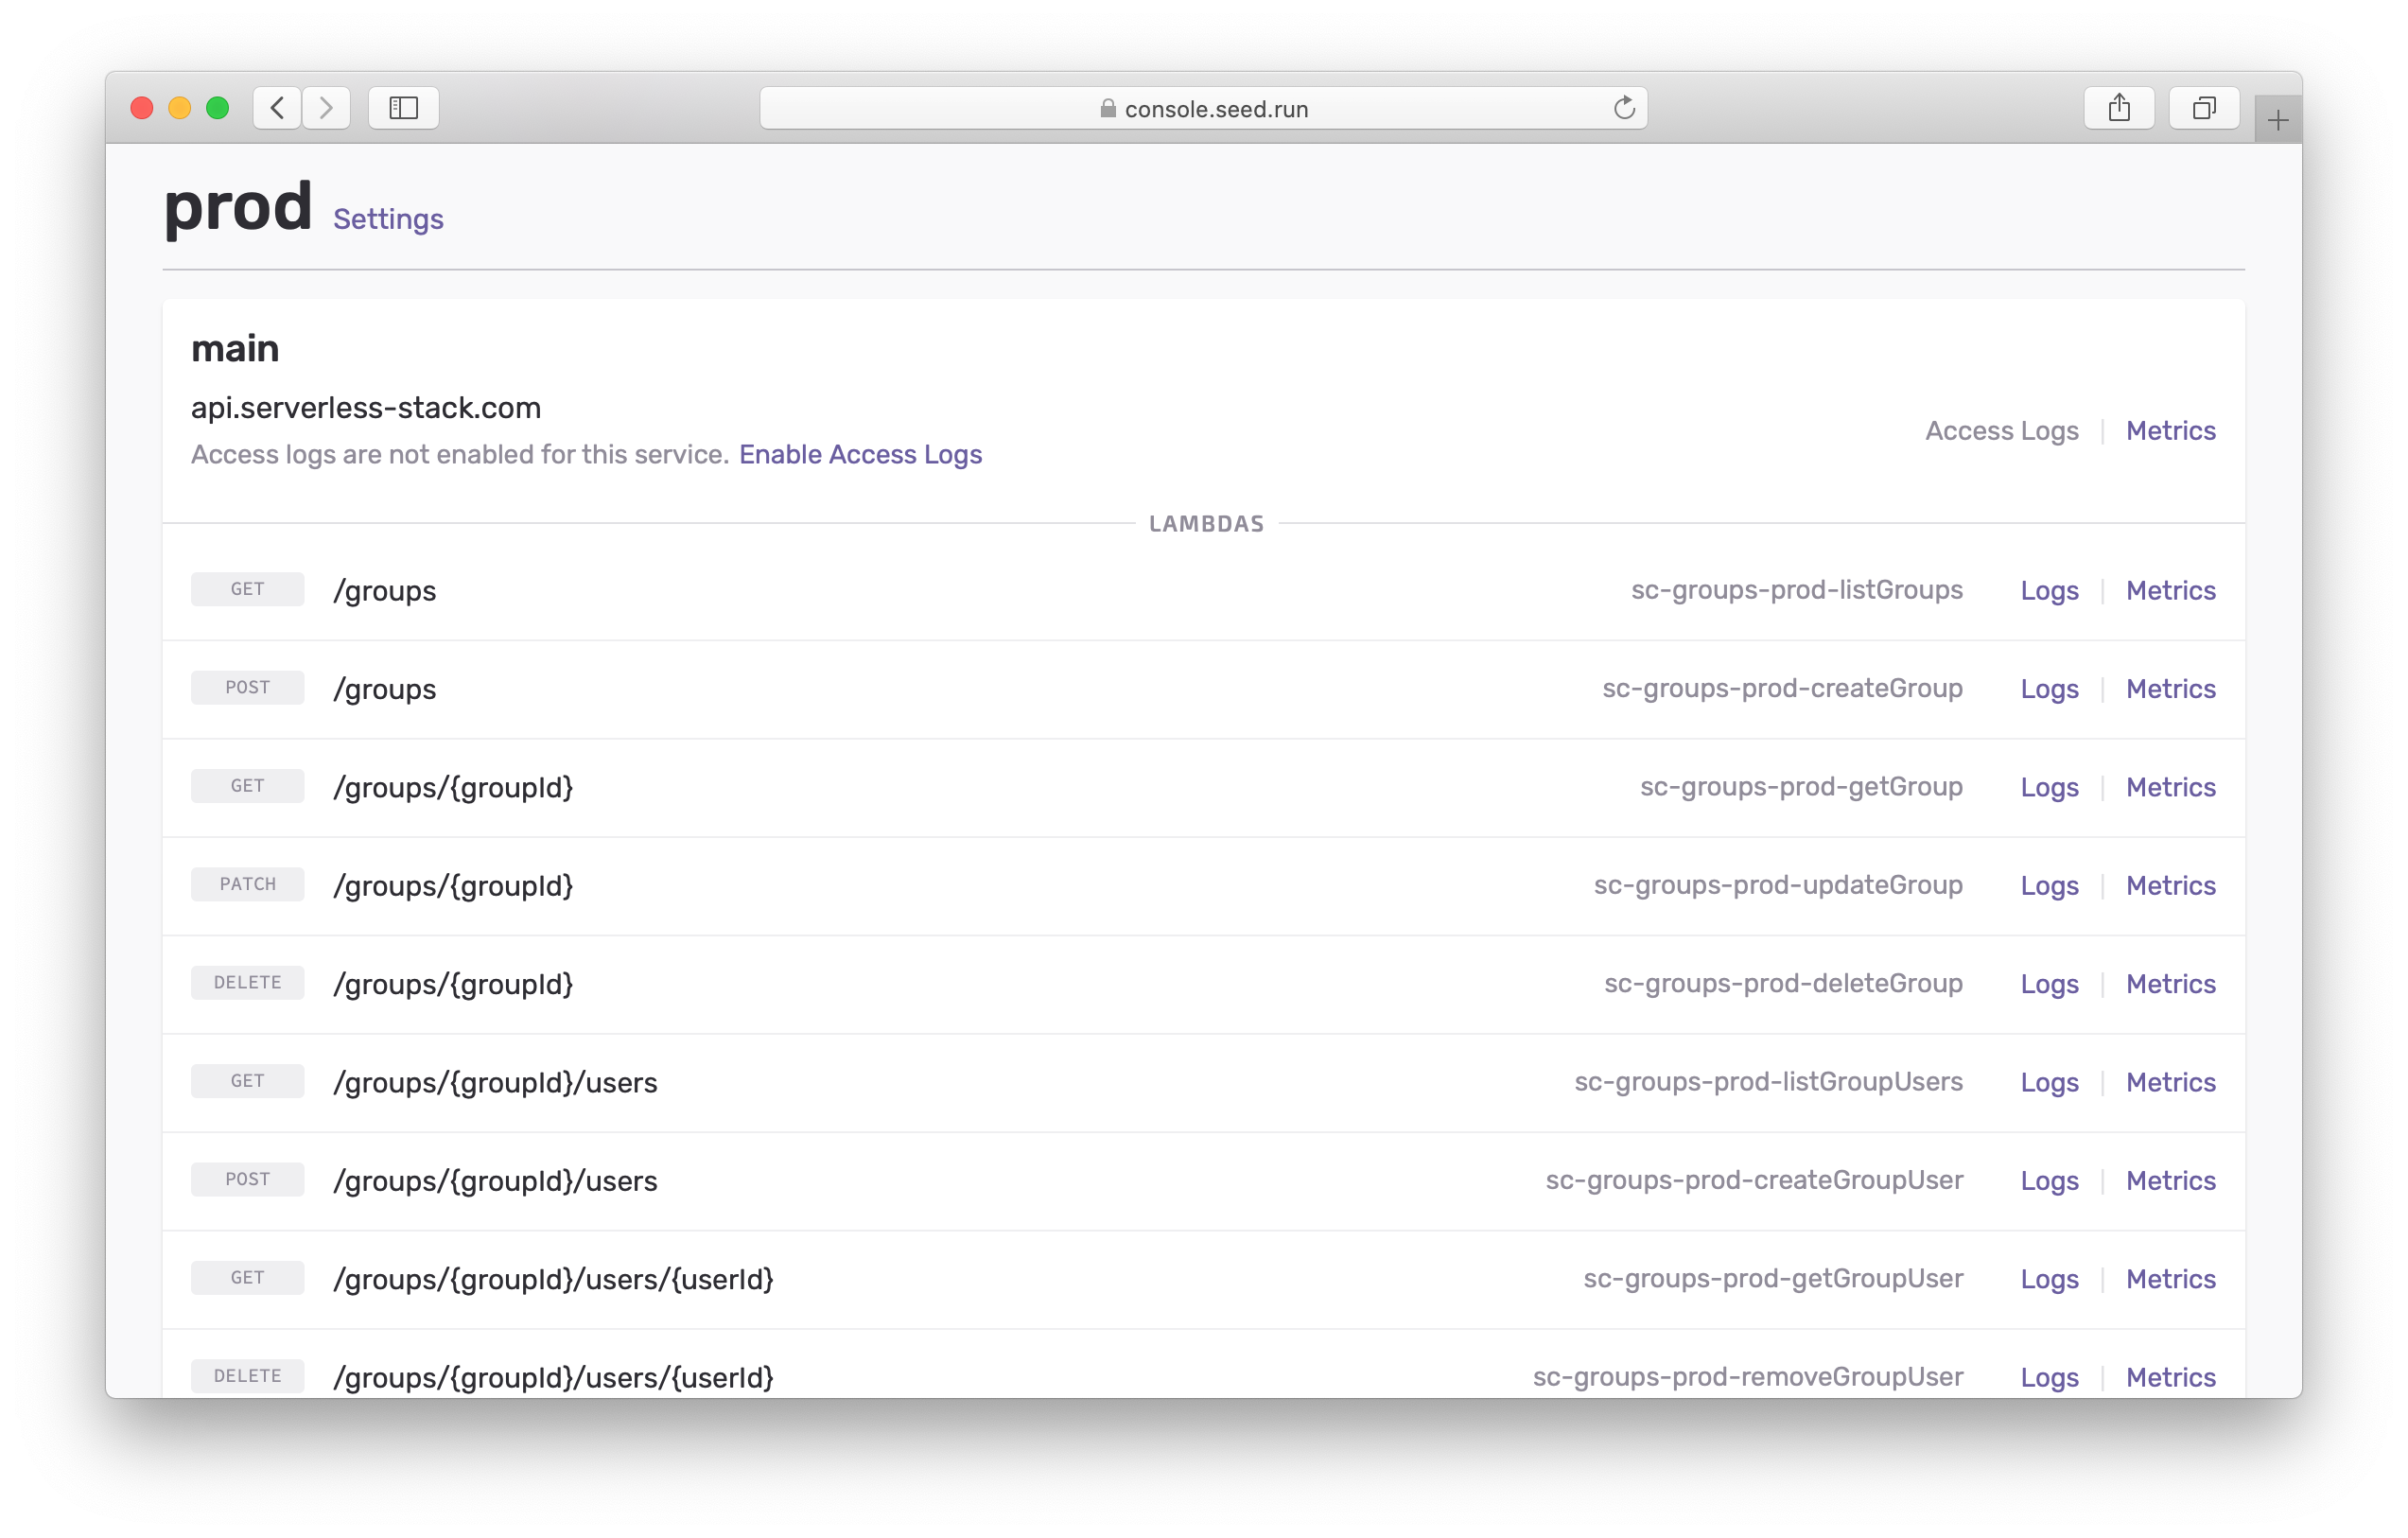 console.seed.run
prod Settings
main
api.serverless-stack.com
Access logs are not enabled for this service. Enable Access Logs
Access Logs | Metrics
LAMBDAS
GET /groups sc-groups-prod-listGroups Logs | Metrics
POST /groups sc-groups-prod-createGroup Logs | Metrics
GET /groups/{groupId} sc-groups-prod-getGroup Logs | Metrics
PATCH /groups/{groupId} sc-groups-prod-updateGroup Logs | Metrics
DELETE /groups/{groupId} sc-groups-prod-deleteGroup Logs | Metrics
GET /groups/{groupId}/users sc-groups-prod-listGroupUsers Logs | Metrics
POST /groups/{groupId}/users sc-groups-prod-createGroupUser Logs | Metrics
GET /groups/{groupId}/users/{userId} sc-groups-prod-getGroupUser Logs | Metrics
DELETE /groups/{groupId}/users/{userId} sc-groups-prod-removeGroupUser Logs | Metrics